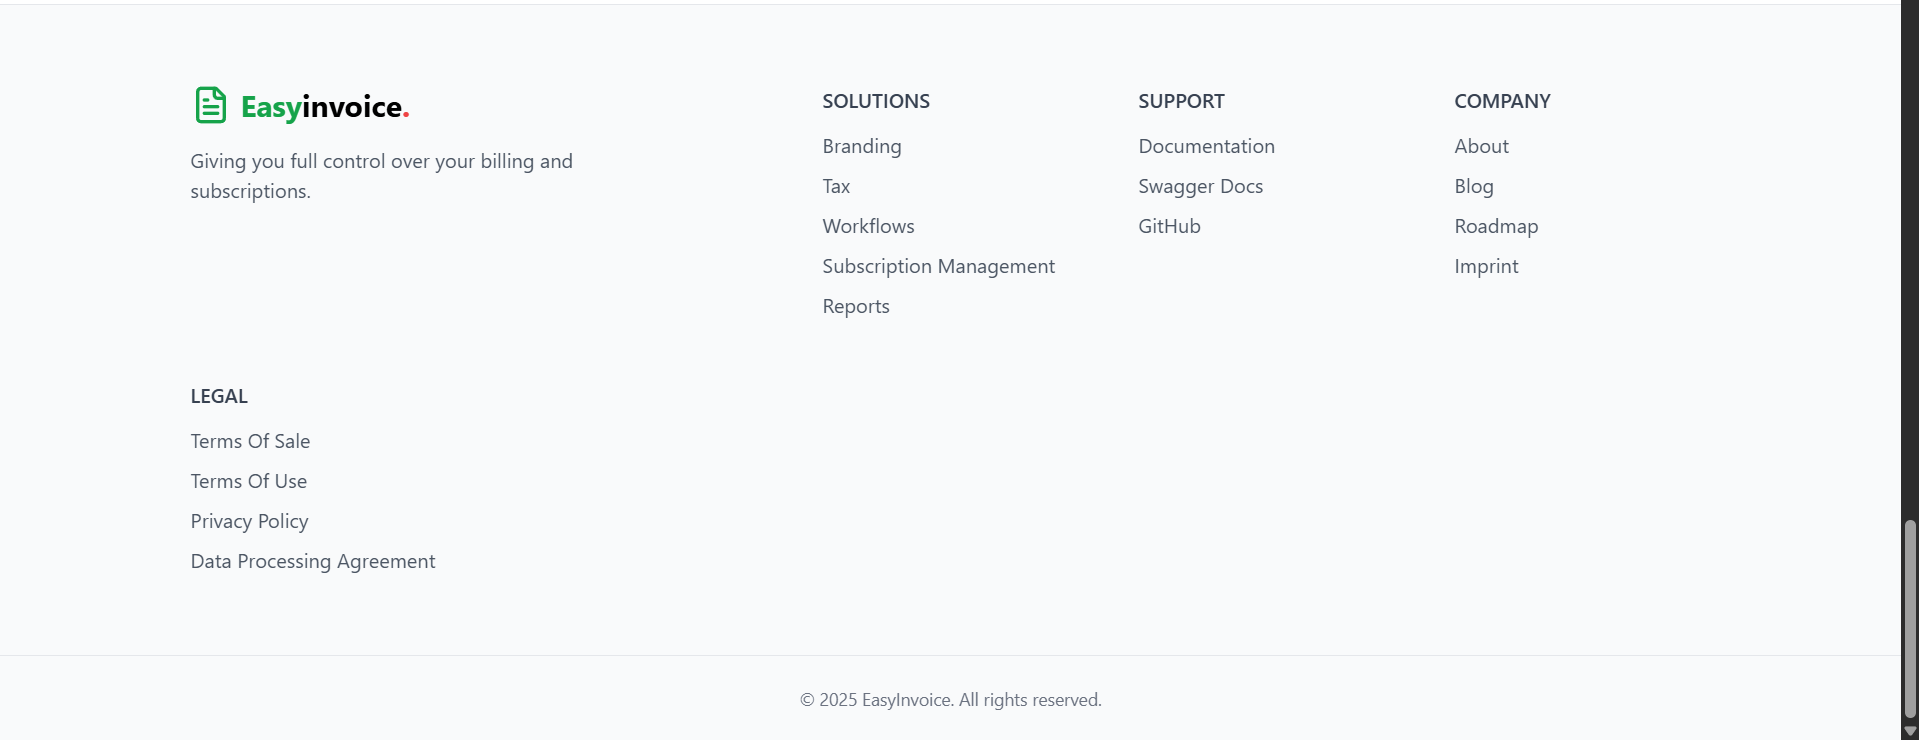 Easyinvoice.
Giving you full control over your billing and
subscriptions.
SOLUTIONS
Branding
Tax
Workflows
Subscription Management
Reports
SUPPORT
Documentation
Swagger Docs
GitHub
COMPANY
About
Blog
Roadmap
Imprint
LEGAL
Terms Of Sale
Terms Of Use
Privacy Policy
Data Processing Agreement
© 2025 EasyInvoice. All rights reserved.